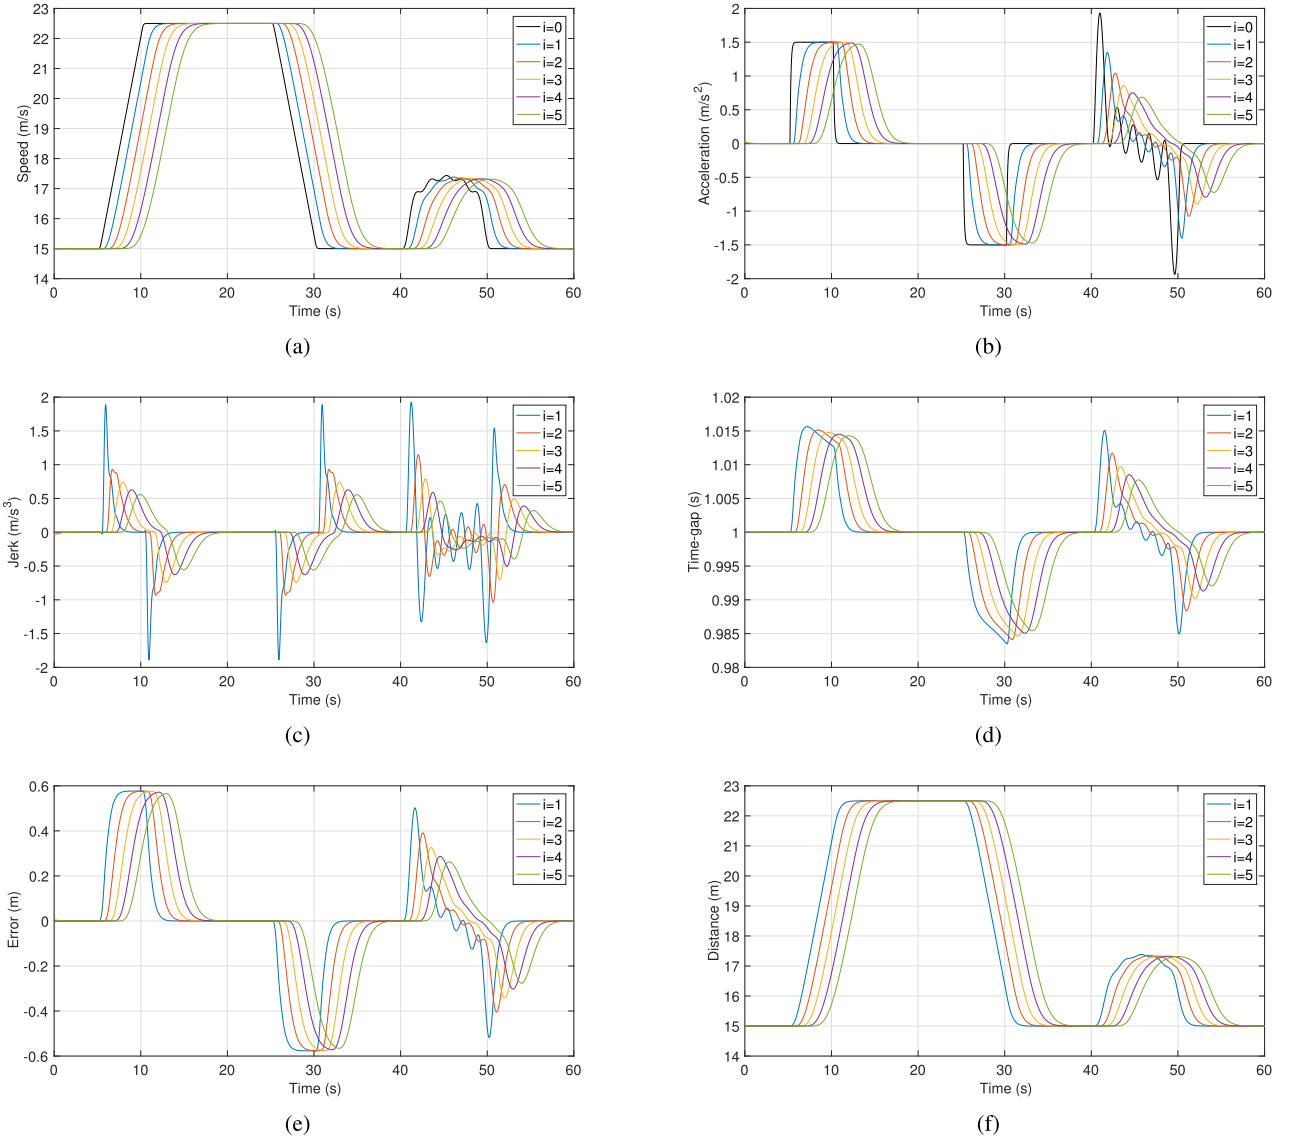 23
22
21
20
19
18
17
16
15
14
Speed (m/s)
0 10 20 30 40 50 60
Time (s)
i=0
i=1
i=2
i=3
i=4
i=5
(a)
2
1.5
1
0.5
0
-0.5
-1
-1.5
-2
Acceleration (m/s2)
0 10 20 30 40 50 60
Time (s)
i=0
i=1
i=2
i=3
i=4
i=5
(b)
2
1.5
1
0.5
0
-0.5
-1
-1.5
-2
Jerk (m/s3)
0 10 20 30 40 50 60
Time (s)
i=1
i=2
i=3
i=4
i=5
(c)
1.02
1.015
1.01
1.005
1
0.995
0.99
0.985
0.98
Time-gap (s)
0 10 20 30 40 50 60
Time (s)
i=1
i=2
i=3
i=4
i=5
(d)
0.6
0.4
0.2
0
-0.2
-0.4
-0.6
Error (m)
0 10 20 30 40 50 60
Time (s)
i=1
i=2
i=3
i=4
i=5
(e)
23
22
21
20
19
18
17
16
15
14
Distance (m)
0 10 20 30 40 50 60
Time (s)
i=1
i=2
i=3
i=4
i=5
(f)